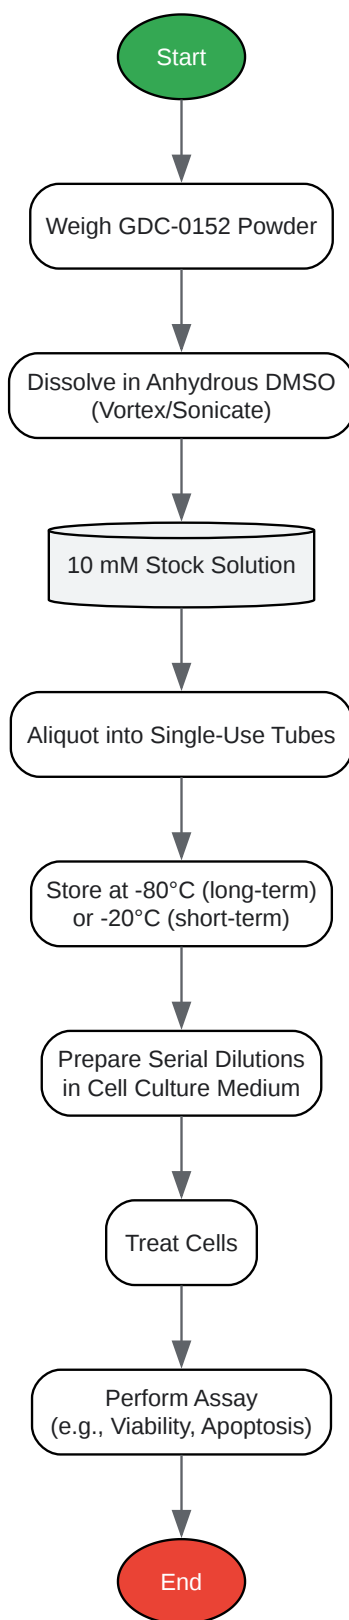 Start
Weigh GDC-0152 Powder
Dissolve in Anhydrous DMSO
(Vortex/Sonicate)
10 mM Stock Solution
Aliquot into Single-Use Tubes
Store at -80°C (long-term)
or -20°C (short-term)
Prepare Serial Dilutions
in Cell Culture Medium
Treat Cells
Perform Assay
(e.g., Viability, Apoptosis)
End